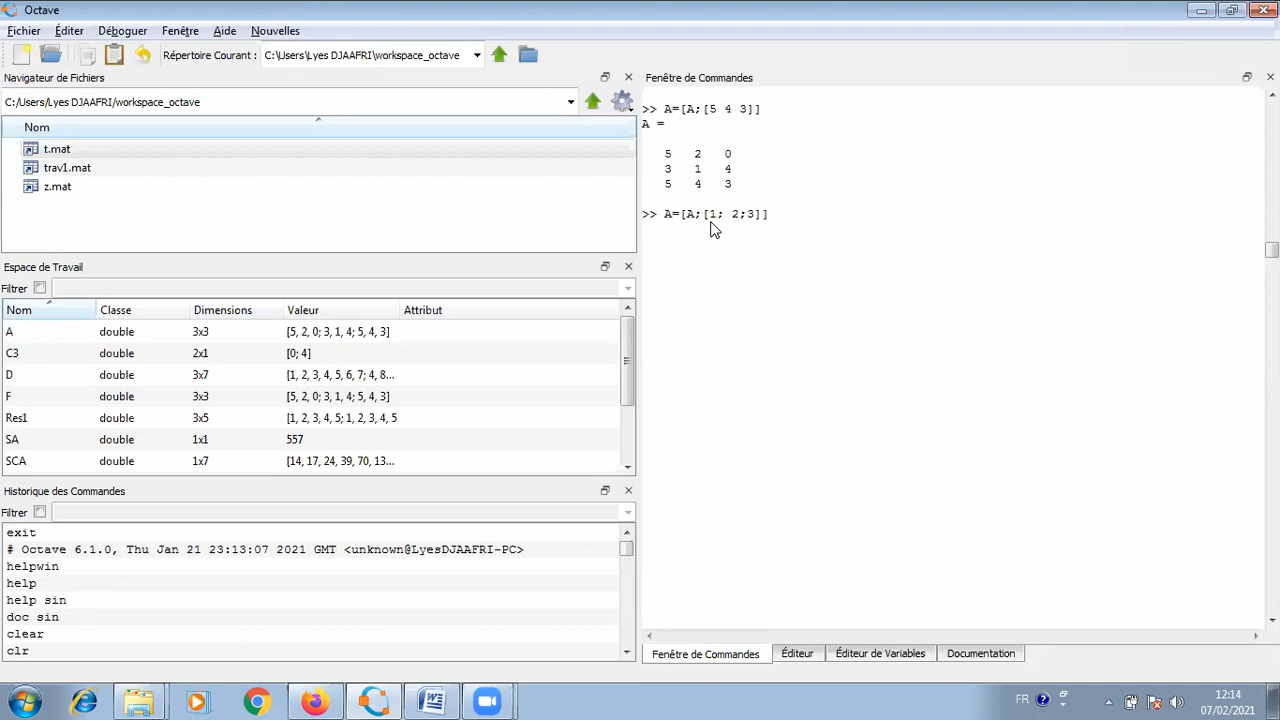 Octave
Fichier Éditer Déboguer Fenêtre Aide Nouvelles
Répertoire Courant : C:\Users\Lyes DJAAFRI\workspace_octave
Navigateur de Fichiers
C:/Users/Lyes DJAAFRI/workspace_octave
Nom
t.mat
trav1.mat
z.mat
Espace de Travail
Filtrer
Nom Classe Dimensions Valeur Attribut
A double 3x3 [5, 2, 0; 3, 1, 4; 5, 4, 3]
C3 double 2x1 [0; 4]
D double 3x7 [1, 2, 3, 4, 5, 6, 7; 4, 8...
F double 3x3 [5, 2, 0; 3, 1, 4; 5, 4, 3]
Res1 double 3x5 [1, 2, 3, 4, 5; 1, 2, 3, 4, 5
SA double 1x1 557
SCA double 1x7 [14, 17, 24, 39, 70, 13...
Historique des Commandes
Filtrer
exit
# Octave 6.1.0, Thu Jan 21 23:13:07 2021 GMT <unknown@LyesDJAAFRI-PC>
helpwin
help
help sin
doc sin
clear
clr
Fenêtre de Commandes
>> A=[A;[5 4 3]]
A =
5 2 0
3 1 4
5 4 3
>> A=[A;[1; 2;3]]
Fenêtre de Commandes Éditeur Éditeur de Variables Documentation
FR
12:14
07/02/2021